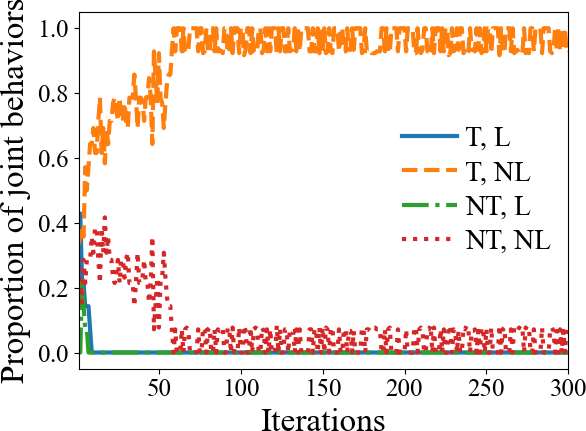 Proportion of joint behaviors
1.0
0.8
0.6
0.4
0.2
0.0
T, L
T, NL
NT, L
NT, NL
50 100 150 200 250 300
Iterations